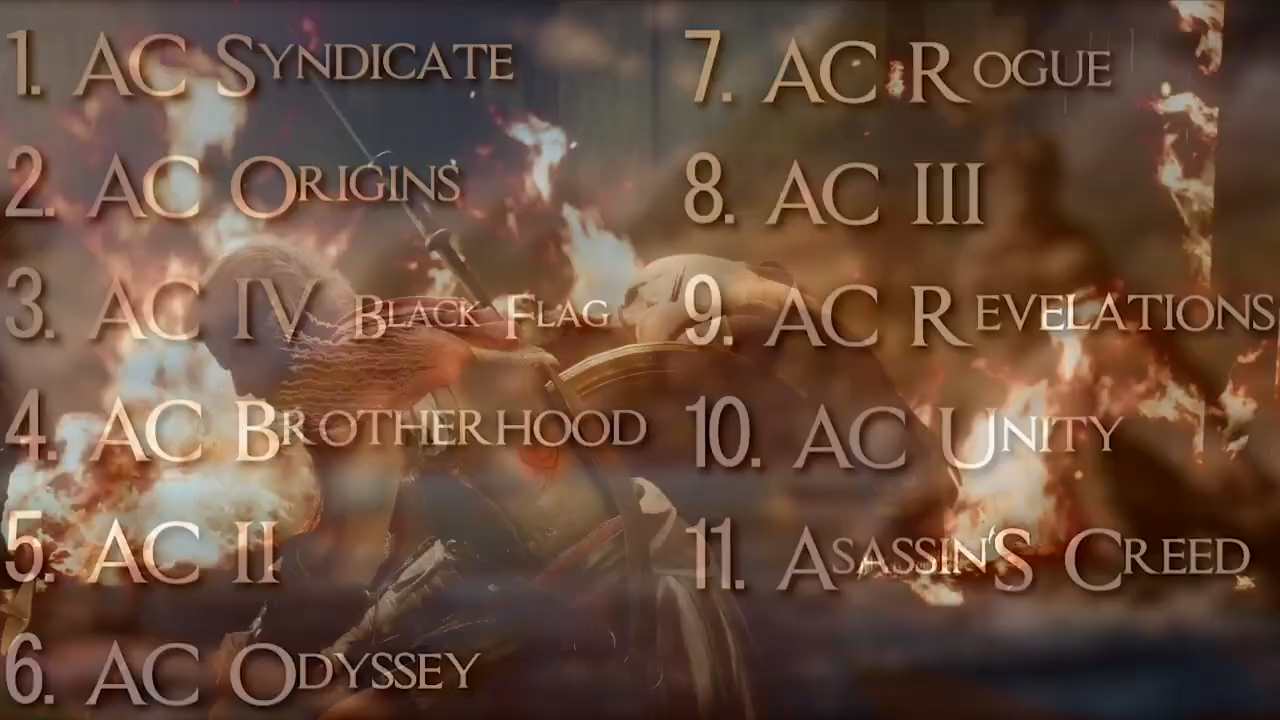 1. AC Syndicate
2. AC Origins
3. AC IV Black Flag
4. AC Brotherhood
5. AC II
6. AC Odyssey
7. AC Rogue
8. AC III
9. AC Revelations
10. AC Unity
11. Asassin'S Creed